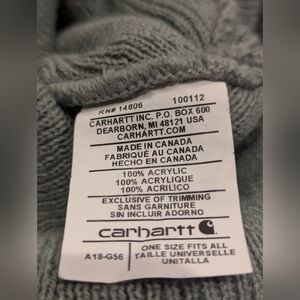 RN# 14806 100112
CARHARTT INC. P.O. BOX 600
DEARBORN, MI 48121 USA
CARHARTT.COM
MADE IN CANADA
FABRIQUÉ AU CANADA
HECHO EN CANADA
100% ACRYLIC
100% ACRYLIQUE
100% ACRILICO
EXCLUSIVE OF TRIMMING
SANS GARNITURE
SIN INCLUIR ADORNO
carhartt
A18-G56
ONE SIZE FITS ALL
TAILLE UNIVERSELLE
UNITALLA